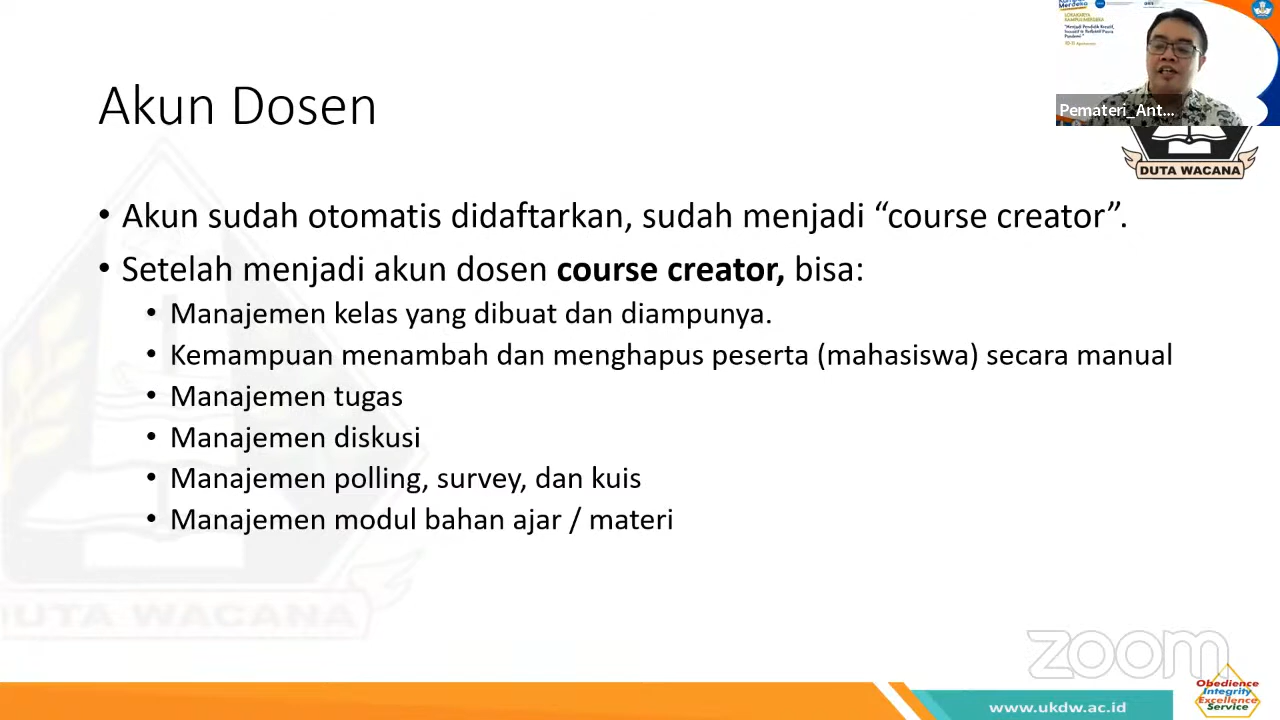 Akun Dosen
• Akun sudah otomatis didaftarkan, sudah menjadi “course creator”.
• Setelah menjadi akun dosen course creator, bisa:
• Manajemen kelas yang dibuat dan diampunya.
• Kemampuan menambah dan menghapus peserta (mahasiswa) secara manual
• Manajemen tugas
• Manajemen diskusi
• Manajemen polling, survey, dan kuis
• Manajemen modul bahan ajar / materi
Pemateri_Ant...
DUTA WACANA
DUTA WACANA
zoom
www.ukdw.ac.id
Obedience
Integrity
Excellence
Service